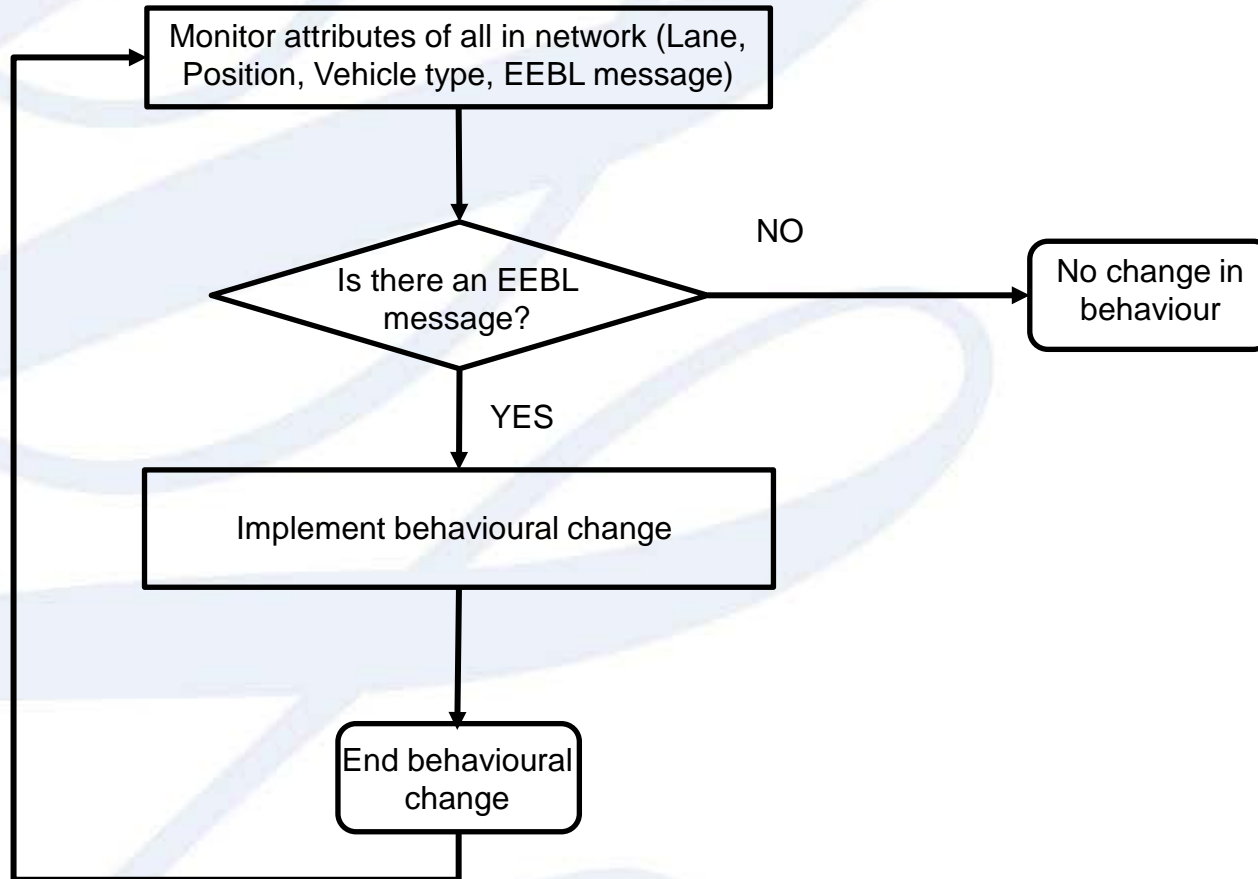 Monitor attributes of all in network (Lane,
Position, Vehicle type, EEBL message)
NO
Is there an EEBL
message?
No change in
behaviour
YES
Implement behavioural change
End behavioural
change